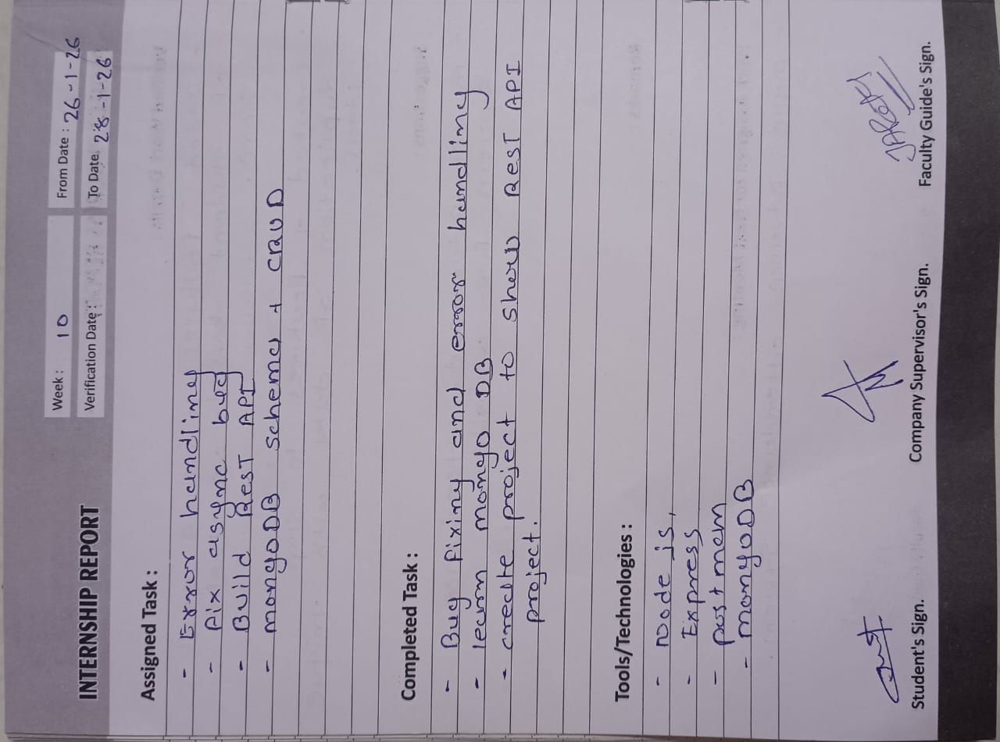 INTERNSHIP REPORT
Week : 10
From Date : 26-1-26
Verification Date :
To Date 28-1-26
Assigned Task :
- Error handling
- Fix async bug
- Build Rest API
- mongoDB schema + CRUD
Completed Task :
- Bug fixing and error handling
- learn mongo DB
- create project to show Rest API
project.
Tools/Technologies :
- node js,
- Express
- postman
- mongoDB
Student's Sign.
Company Supervisor's Sign.
Faculty Guide's Sign.